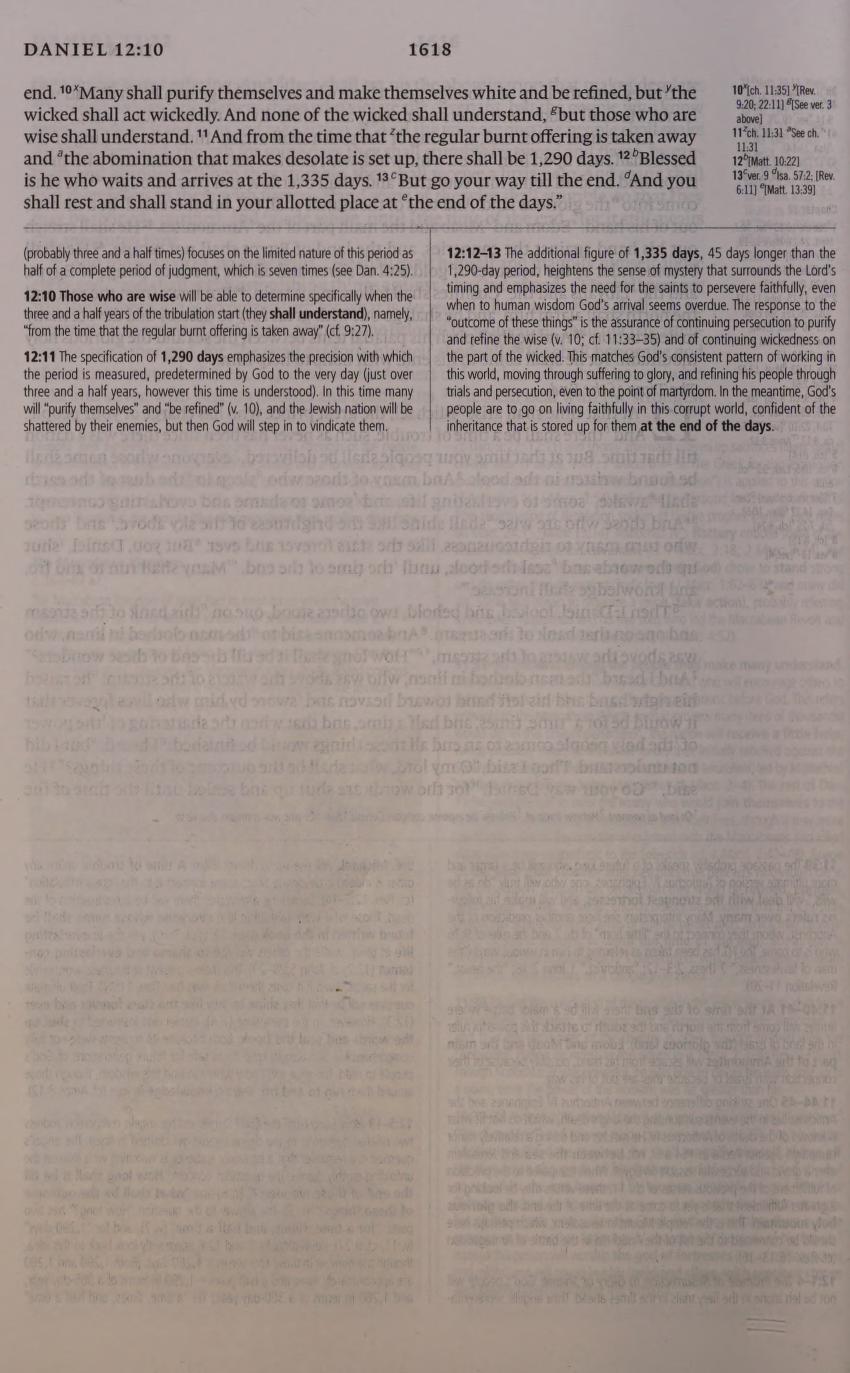 DANIEL 12:10
1618
end. 10xMany shall purify themselves and make themselves white and be refined, but ythe
wicked shall act wickedly. And none of the wicked shall understand, gbut those who are
wise shall understand. 11And from the time that zthe regular burnt offering is taken away
and athe abomination that makes desolate is set up, there shall be 1,290 days. 12bBlessed
is he who waits and arrives at the 1,335 days. 13cBut go your way till the end. dAnd you
shall rest and shall stand in your allotted place at ethe end of the days.”
10x[ch. 11:35] y[Rev.
9:20; 22:11] g[See ver. 3
above]
11zch. 11:31 aSee ch.
11:31
12b[Matt. 10:22]
13cver. 9 dIsa. 57:2; [Rev.
6:11] e[Matt. 13:39]
(probably three and a half times) focuses on the limited nature of this period as
half of a complete period of judgment, which is seven times (see Dan. 4:25).
12:10 Those who are wise will be able to determine specifically when the
three and a half years of the tribulation start (they shall understand), namely,
“from the time that the regular burnt offering is taken away” (cf. 9:27).
12:11 The specification of 1,290 days emphasizes the precision with which
the period is measured, predetermined by God to the very day (just over
three and a half years, however this time is understood). In this time many
will “purify themselves” and “be refined” (v. 10), and the Jewish nation will be
shattered by their enemies, but then God will step in to vindicate them.
12:12–13 The additional figure of 1,335 days, 45 days longer than the
1,290-day period, heightens the sense of mystery that surrounds the Lord’s
timing and emphasizes the need for the saints to persevere faithfully, even
when to human wisdom God’s arrival seems overdue. The response to the
“outcome of these things” is the assurance of continuing persecution to purify
and refine the wise (v. 10; cf. 11:33–35) and of continuing wickedness on
the part of the wicked. This matches God’s consistent pattern of working in
this world, moving through suffering to glory, and refining his people through
trials and persecution, even to the point of martyrdom. In the meantime, God’s
people are to go on living faithfully in this corrupt world, confident of the
inheritance that is stored up for them at the end of the days.